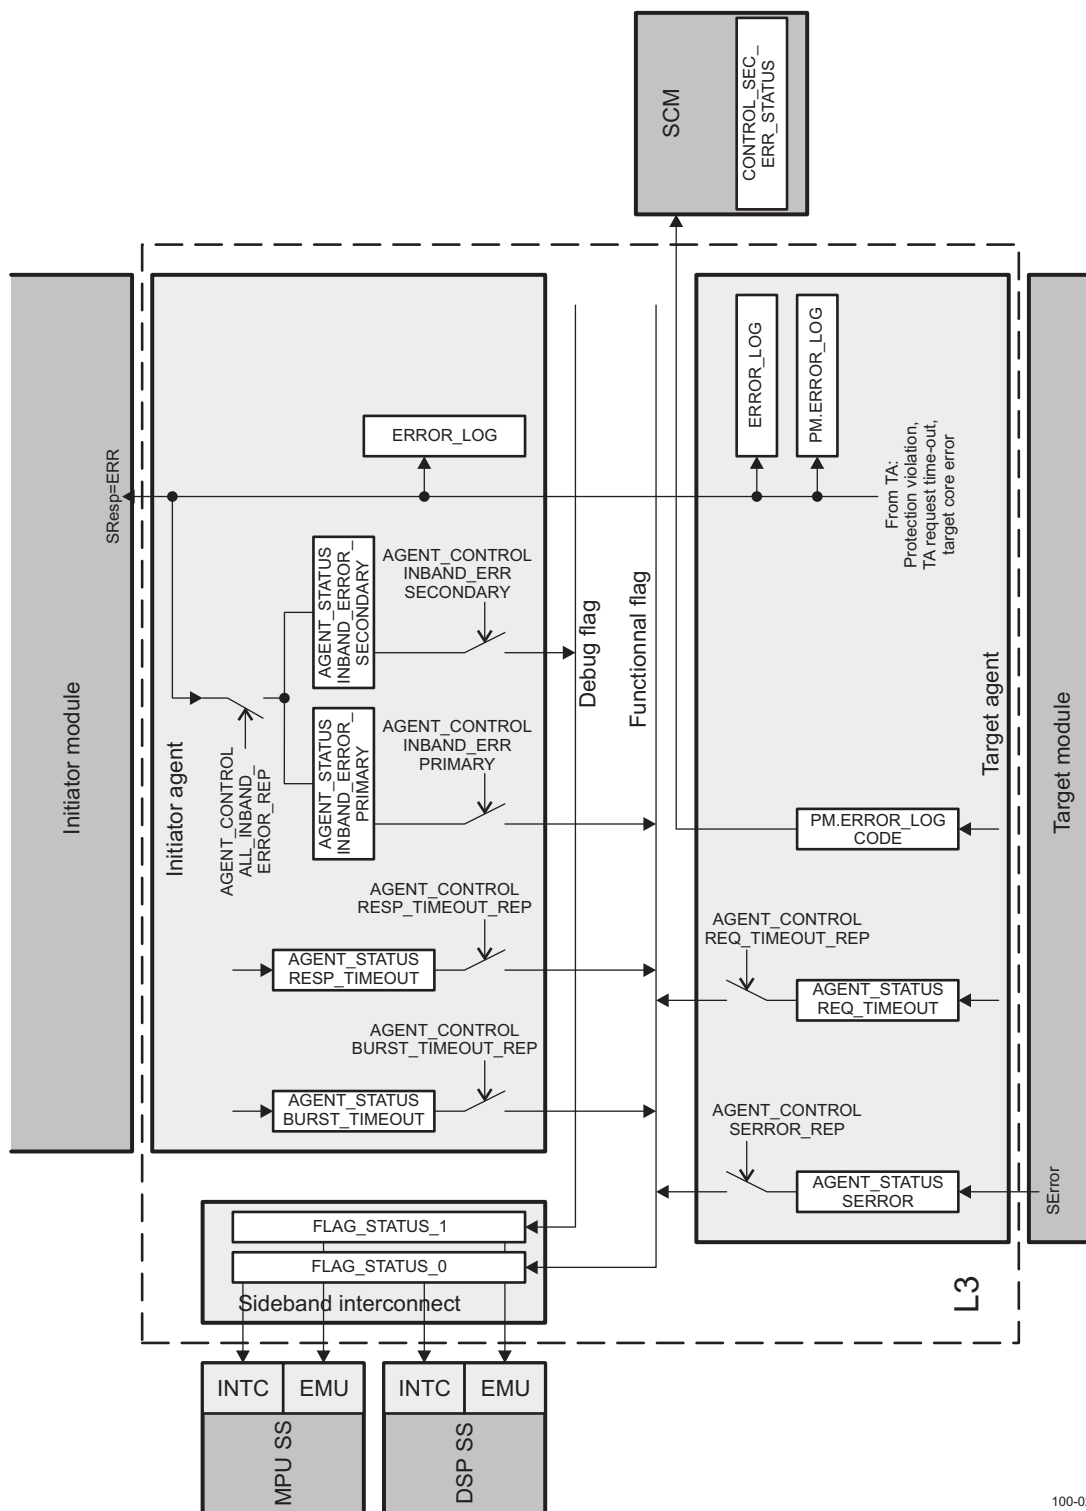 SCM
CONTROL_SEC_
ERR_STATUS
Initiator module
SResp=ERR
Initiator agent
ERROR_LOG
AGENT_STATUS
INBAND_ERROR_
SECONDARY
AGENT_CONTROL
INBAND_ERR
SECONDARY
AGENT_CONTROL
ALL_INBAND_
ERROR_REP
AGENT_STATUS
INBAND_ERROR_
PRIMARY
AGENT_CONTROL
INBAND_ERR
PRIMARY
AGENT_CONTROL
RESP_TIMEOUT_REP
AGENT_STATUS
RESP_TIMEOUT
AGENT_CONTROL
BURST_TIMEOUT_REP
AGENT_STATUS
BURST_TIMEOUT
Debug flag
Functionnal flag
ERROR_LOG
PM.ERROR_LOG
From TA:
Protection violation,
TA request time-out,
target core error
Target agent
PM.ERROR_LOG
CODE
AGENT_CONTROL
REQ_TIMEOUT_REP
AGENT_STATUS
REQ_TIMEOUT
AGENT_CONTROL
SERROR_REP
AGENT_STATUS
SERROR
Target module
SError
FLAG_STATUS_1
FLAG_STATUS_0
Sideband interconnect
L3
INTC
EMU
MPU SS
INTC
EMU
DSP SS
100-0